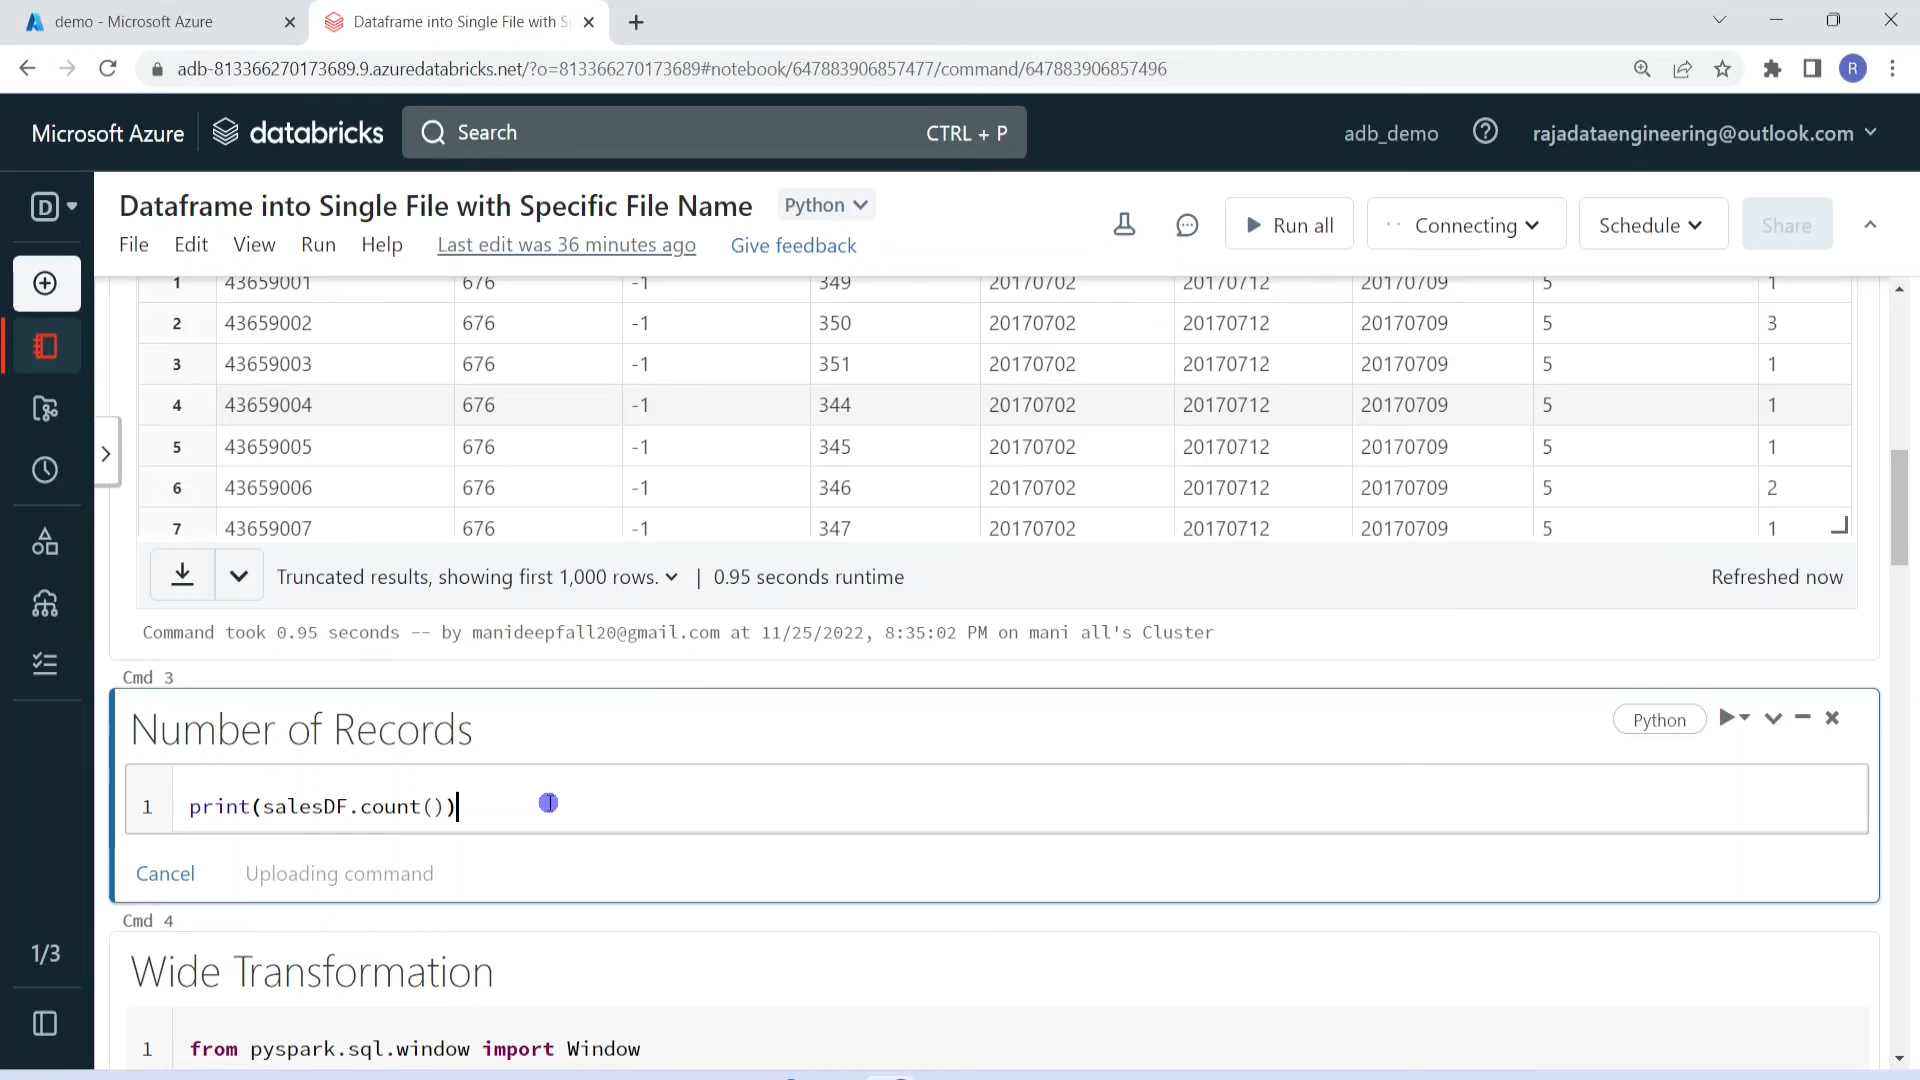 demo - Microsoft Azure
Dataframe into Single File with S
adb-813366270173689.9.azuredatabricks.net/?o=813366270173689#notebook/647883906857477/command/647883906857496
R
Microsoft Azure
databricks
Search
CTRL + P
adb_demo
rajadataengineering@outlook.com
D
Dataframe into Single File with Specific File Name
Python
File Edit View Run Help Last edit was 36 minutes ago Give feedback
Run all
Connecting
Schedule
Share
1 43659001 676 -1 349 20170702 20170712 20170709 5 1
2 43659002 676 -1 350 20170702 20170712 20170709 5 3
3 43659003 676 -1 351 20170702 20170712 20170709 5 1
4 43659004 676 -1 344 20170702 20170712 20170709 5 1
5 43659005 676 -1 345 20170702 20170712 20170709 5 1
6 43659006 676 -1 346 20170702 20170712 20170709 5 2
7 43659007 676 -1 347 20170702 20170712 20170709 5 1
Truncated results, showing first 1,000 rows. | 0.95 seconds runtime
Refreshed now
Command took 0.95 seconds -- by manideepfall20@gmail.com at 11/25/2022, 8:35:02 PM on mani all's Cluster
Cmd 3
Number of Records
Python
1 print(salesDF.count())
Cancel Uploading command
Cmd 4
Wide Transformation
1 from pyspark.sql.window import Window
1/3